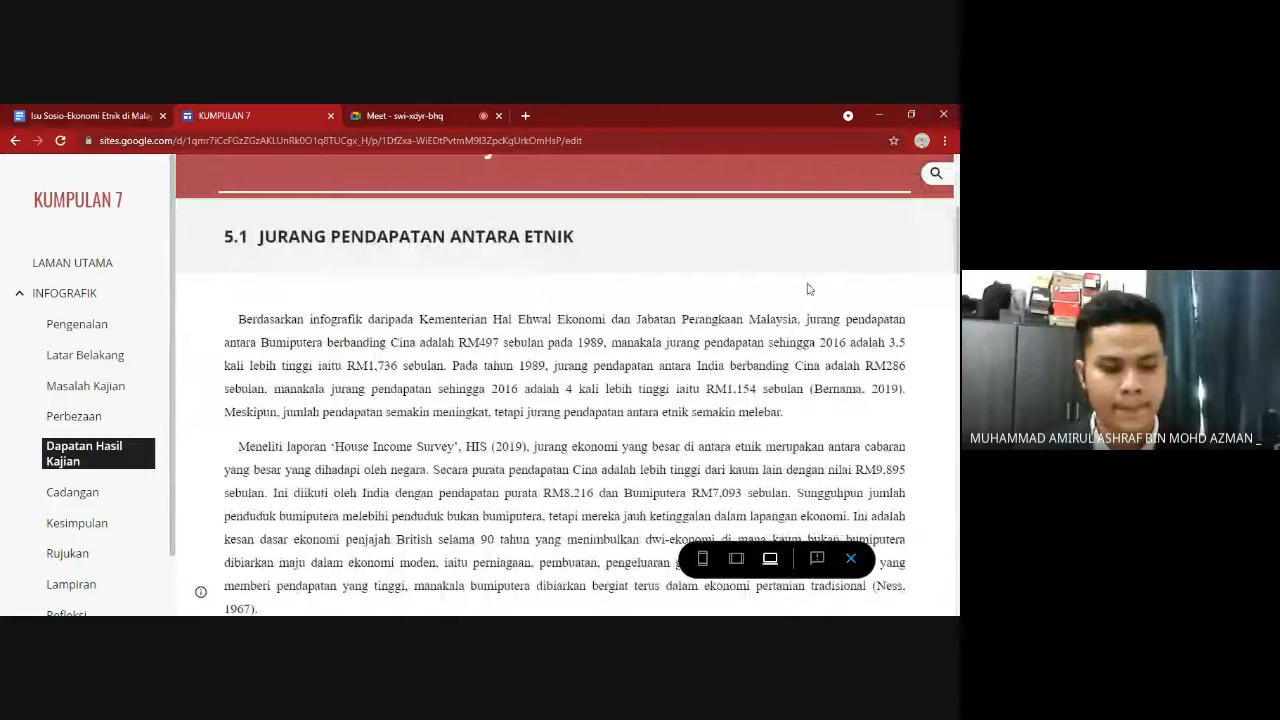 Isu Sosio-Ekonomi Etnik di Mala
KUMPULAN 7
Meet - swi-xdyr-bhq
sites.google.com/d/1qmr7iCcFGzZGzAKLUnRk0O1q8TUCgx_H/p/1DfZxa-WiEDtPvtmM9I3ZpcKgUrkOmHsP/edit
KUMPULAN 7
LAMAN UTAMA
INFOGRAFIK
Pengenalan
Latar Belakang
Masalah Kajian
Perbezaan
Dapatan Hasil
Kajian
Cadangan
Kesimpulan
Rujukan
Lampiran
Refleksi
5.1 JURANG PENDAPATAN ANTARA ETNIK
Berdasarkan infografik daripada Kementerian Hal Ehwal Ekonomi dan Jabatan Perangkaan Malaysia, jurang pendapatan
antara Bumiputera berbanding Cina adalah RM497 sebulan pada 1989, manakala jurang pendapatan sehingga 2016 adalah 3.5
kali lebih tinggi iaitu RM1,736 sebulan. Pada tahun 1989, jurang pendapatan antara India berbanding Cina adalah RM286
sebulan, manakala jurang pendapatan sehingga 2016 adalah 4 kali lebih tinggi iaitu RM1,154 sebulan (Bernama, 2019).
Meskipun, jumlah pendapatan semakin meningkat, tetapi jurang pendapatan antara etnik semakin melebar.
Meneliti laporan ‘House Income Survey’, HIS (2019), jurang ekonomi yang besar di antara etnik merupakan antara cabaran
yang besar yang dihadapi oleh negara. Secara purata pendapatan Cina adalah lebih tinggi dari kaum lain dengan nilai RM9,895
sebulan. Ini diikuti oleh India dengan pendapatan purata RM8,216 dan Bumiputera RM7,093 sebulan. Sungguhpun jumlah
penduduk bumiputera melebihi penduduk bukan bumiputera, tetapi mereka jauh ketinggalan dalam lapangan ekonomi. Ini adalah
kesan dasar ekonomi penjajah British selama 90 tahun yang menimbulkan dwi-ekonomi di mana kaum bukan bumiputera
dibiarkan maju dalam ekonomi moden, iaitu perniagaan, pembuatan, pengeluaran yang
memberi pendapatan yang tinggi, manakala bumiputera dibiarkan bergiat terus dalam ekonomi pertanian tradisional (Ness,
1967).
MUHAMMAD AMIRUL ASHRAF BIN MOHD AZMAN _